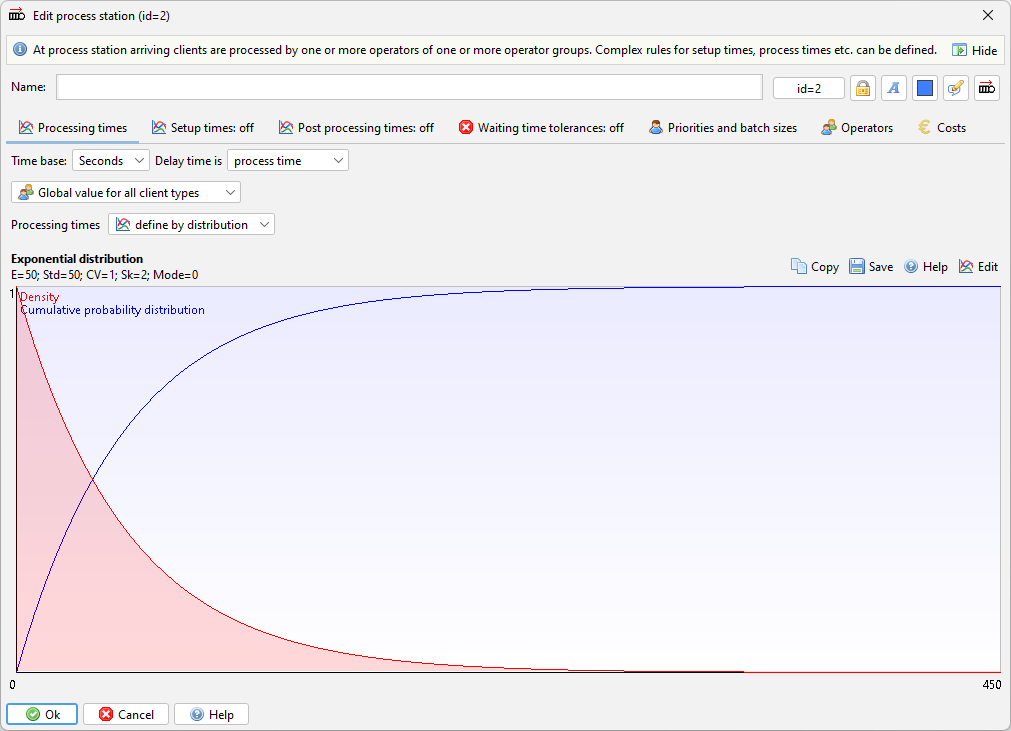 Edit process station (id=2)
At process station arriving clients are processed by one or more operators of one or more operator groups. Complex rules for setup times, process times etc. can be defined. Hide
Name: id=2 A
Processing times Setup times: off Post processing times: off Waiting time tolerances: off Priorities and batch sizes Operators € Costs
Time base: Seconds Delay time is process time
Global value for all client types
Processing times define by distribution
Exponential distribution
E=50; Std=50; CV=1; Sk=2; Mode=0
Copy Save Help Edit
1
Density
Cumulative probability distribution
0 450
Ok Cancel Help